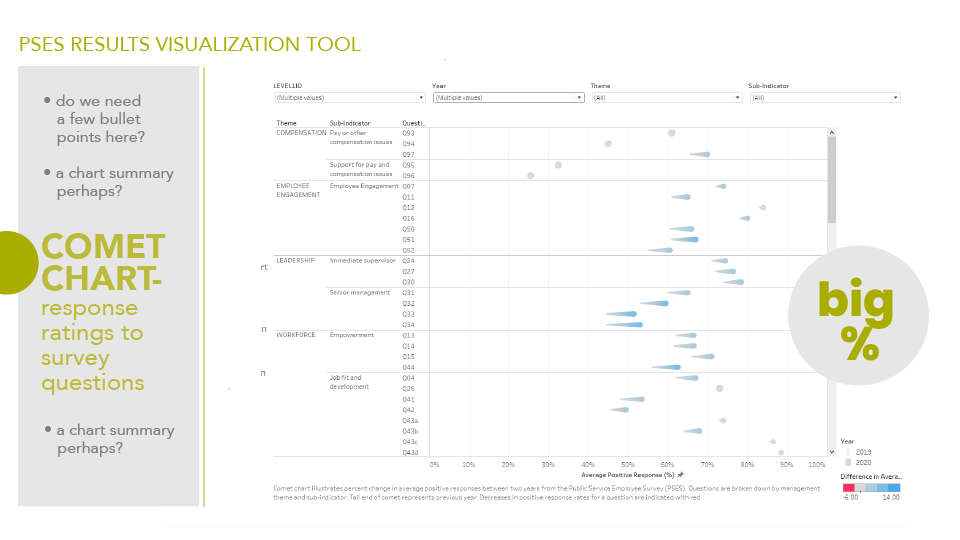 PSES RESULTS VISUALIZATION TOOL
• do we need
a few bullet
points here?
• a chart summary
perhaps?
COMET
CHART-
response
ratings to
survey
questions
• a chart summary
perhaps?
LEVEL1ID Year Theme Sub-Indicator
(Multiple values) (Multiple values) (All) (All)
Theme Sub-Indicator Questi..
COMPENSATION Pay or other Q93
compensation issues Q94
Q97
Support for pay and Q95
compensation issues Q96
EMPLOYEE Employee Engagement Q07
ENGAGEMENT Q11
Q12
Q16
Q50
Q51
Q52
LEADERSHIP Immediate supervisor Q24
rt
Q27
Q30
Senior management Q31
Q32
Q33
n Q34
WORKFORCE Empowerment Q13
Q14
Q15
n Q44
Job fit and Q04
development Q26
Q41
Q42
Q43a
Q43b
Q43c
Q43d
0% 10% 20% 30% 40% 50% 60% 70% 80% 90% 100%
Average Positive Response (%)
Comet chart illustrates percent change in average positive responses between two years from the Public Service Employee Survey (PSES). Questions are broken down by management
theme and sub-indicator. Tail end of comet represents previous year. Decreases in positive response rates for a question are indicated with red.
big
%
Year
2019
2020
Difference in Avera..
-6.00 14.00